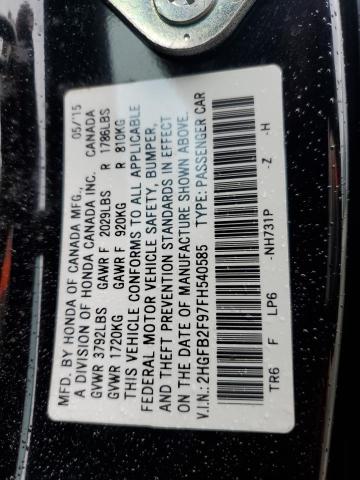 MFD. BY HONDA OF CANADA MFG., 05/15
A DIVISION OF HONDA CANADA INC. CANADA
GVWR 3792LBS GAWR F 2029LBS R 1786LBS
GVWR 1720KG GAWR F 920KG R 810KG
THIS VEHICLE CONFORMS TO ALL APPLICABLE
FEDERAL MOTOR VEHICLE SAFETY, BUMPER,
AND THEFT PREVENTION STANDARDS IN EFFECT
ON THE DATE OF MANUFACTURE SHOWN ABOVE.
V.I.N.: 2HGFB2F97FH540585 TYPE: PASSENGER CAR
TR6 F LP6 -NH731P -Z -H